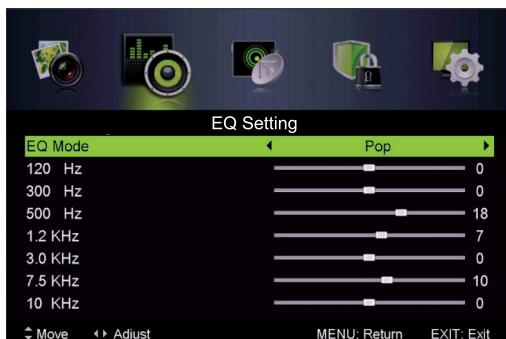 EQ Setting
EQ Mode Pop
120 Hz 0
300 Hz 0
500 Hz 18
1.2 KHz 7
3.0 KHz 0
7.5 KHz 10
10 KHz 0
Move Adjust MENU: Return EXIT: Exit